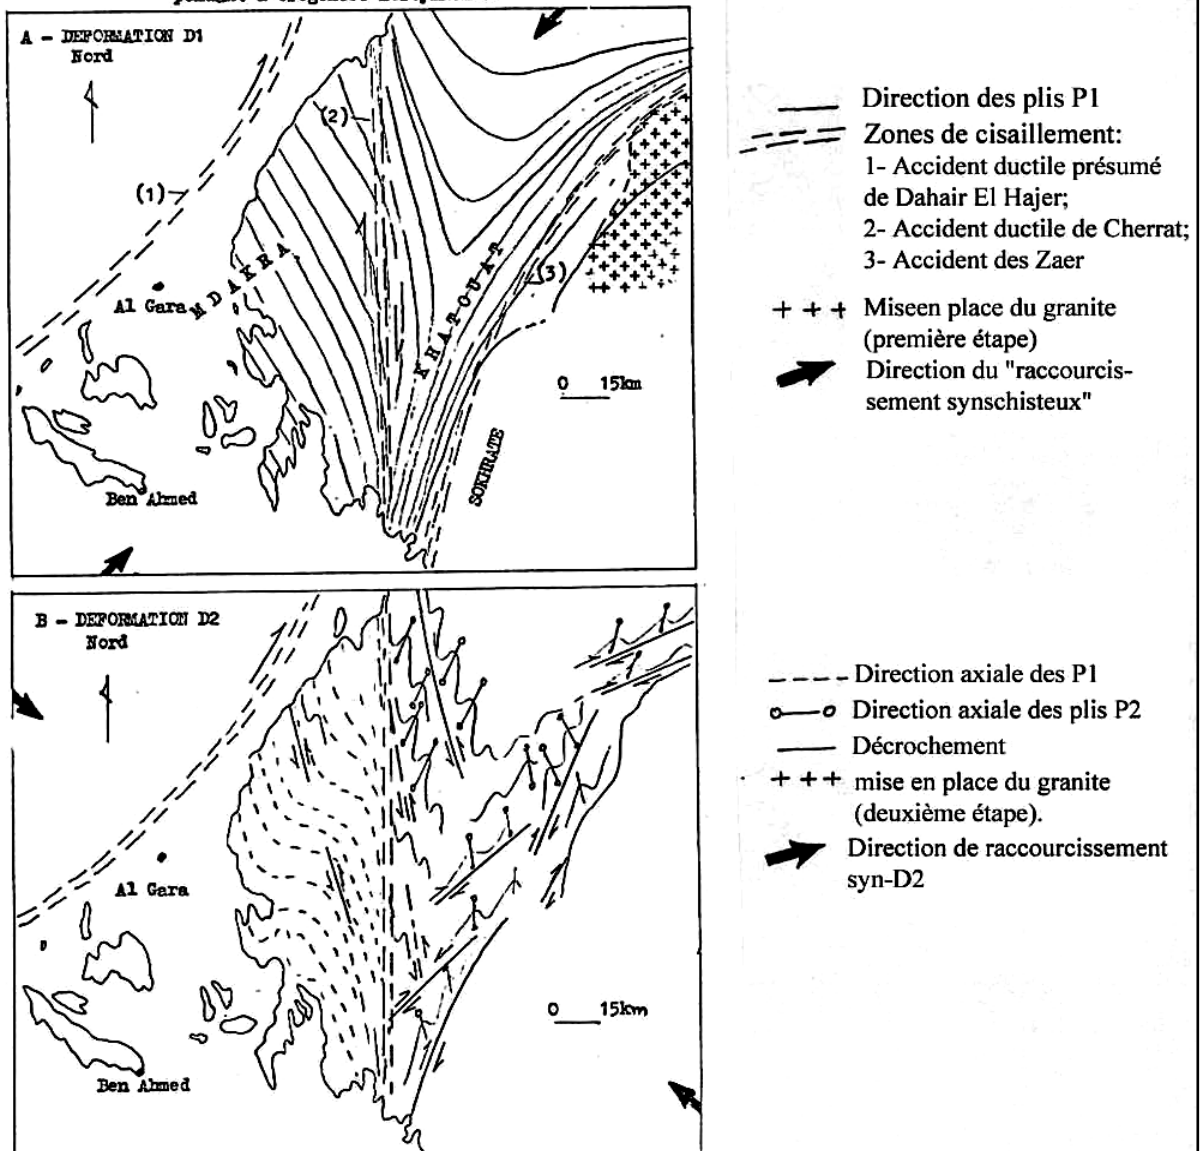 A - DEFORMATION D1
Nord
(2)
(1)
(3)
MDAKRA
KHATOUAT
Al Gara
0 15km
SOKHRATE
Ben Ahmed
Direction des plis P1
Zones de cisaillement:
1- Accident ductile présumé
de Dahair El Hajer;
2- Accident ductile de Cherrat;
3- Accident des Zaer
+ + + Miseen place du granite
(première étape)
Direction du "raccourcis-
sement synschisteux"
B - DEFORMATION D2
Nord
Al Gara
0 15km
Ben Ahmed
Direction axiale des P1
Direction axiale des plis P2
Décrochement
+ + + mise en place du granite
(deuxième étape).
Direction de raccourcissement
syn-D2